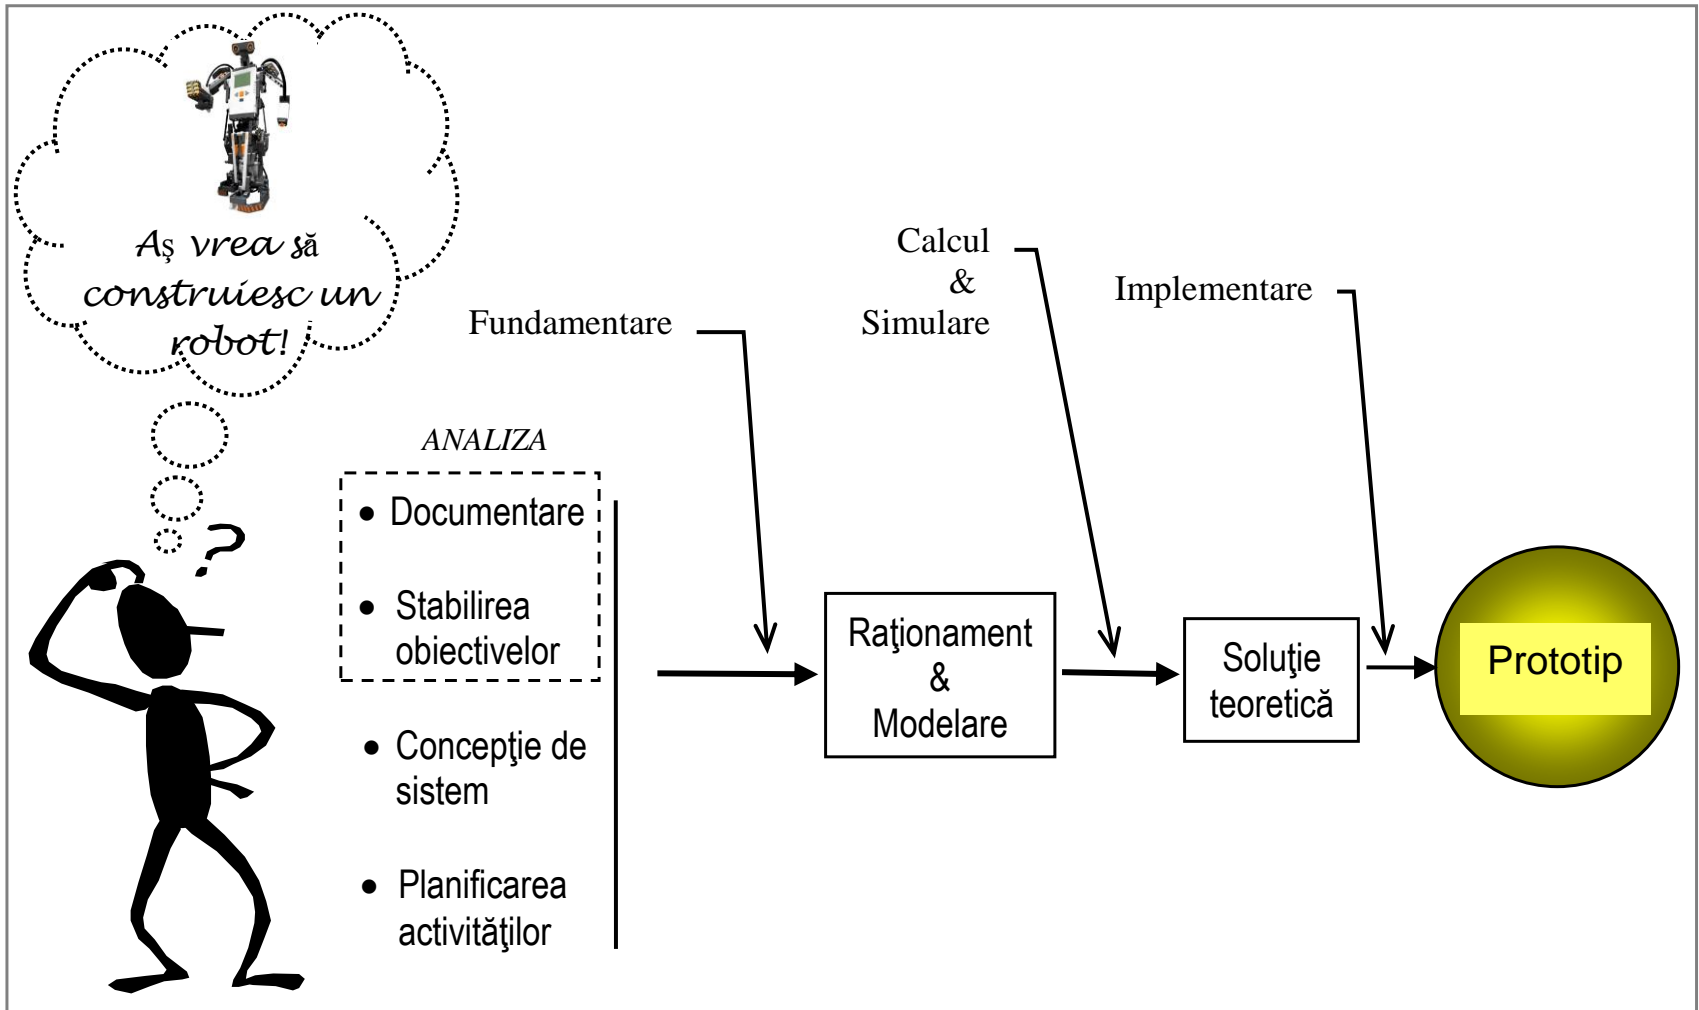 Aş vrea să
construiesc un
robot!
?
ANALIZA
• Documentare
• Stabilirea
obiectivelor
• Concepţie de
sistem
• Planificarea
activităţilor
Fundamentare
Raţionament
&
Modelare
Calcul
&
Simulare
Soluţie
teoretică
Implementare
Prototip